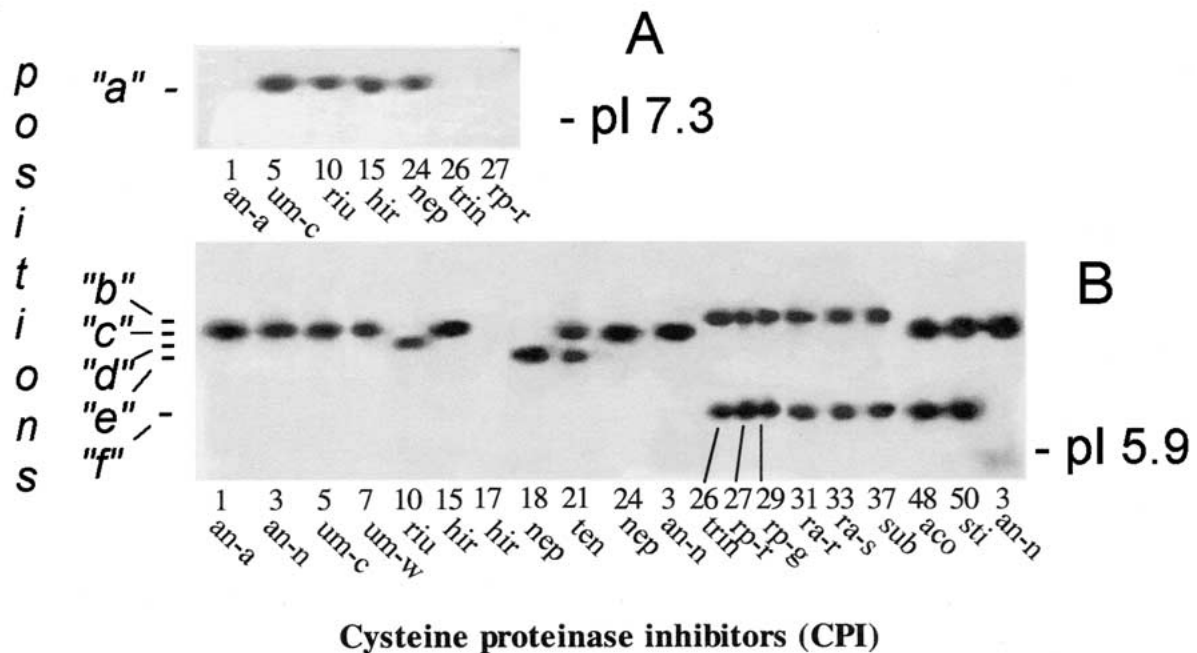 A
positions
"a" -
- pI 7.3
1 5 10 15 24 26 27
an-a um-c riu hir nep trin rp-r
B
"b"
"c"
"d"
"e"
"f"
- pI 5.9
1 3 5 7 10 15 17 18 21 24 3 26 27 29 31 33 37 48 50 3
an-a an-n um-c um-w riu hir hir nep ten nep an-n trin rp-r rp-g ra-r ra-s sub aco sti an-n
Cysteine proteinase inhibitors (CPI)